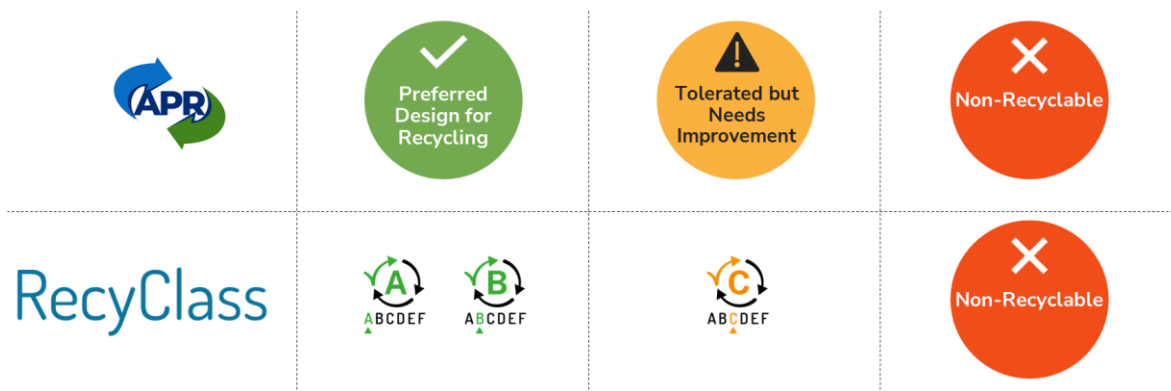 APR
Preferred
Design for
Recycling
Tolerated but
Needs
Improvement
Non-Recyclable
RecyClass
A
ABCDEF
B
ABCDEF
C
ABCDEF
Non-Recyclable